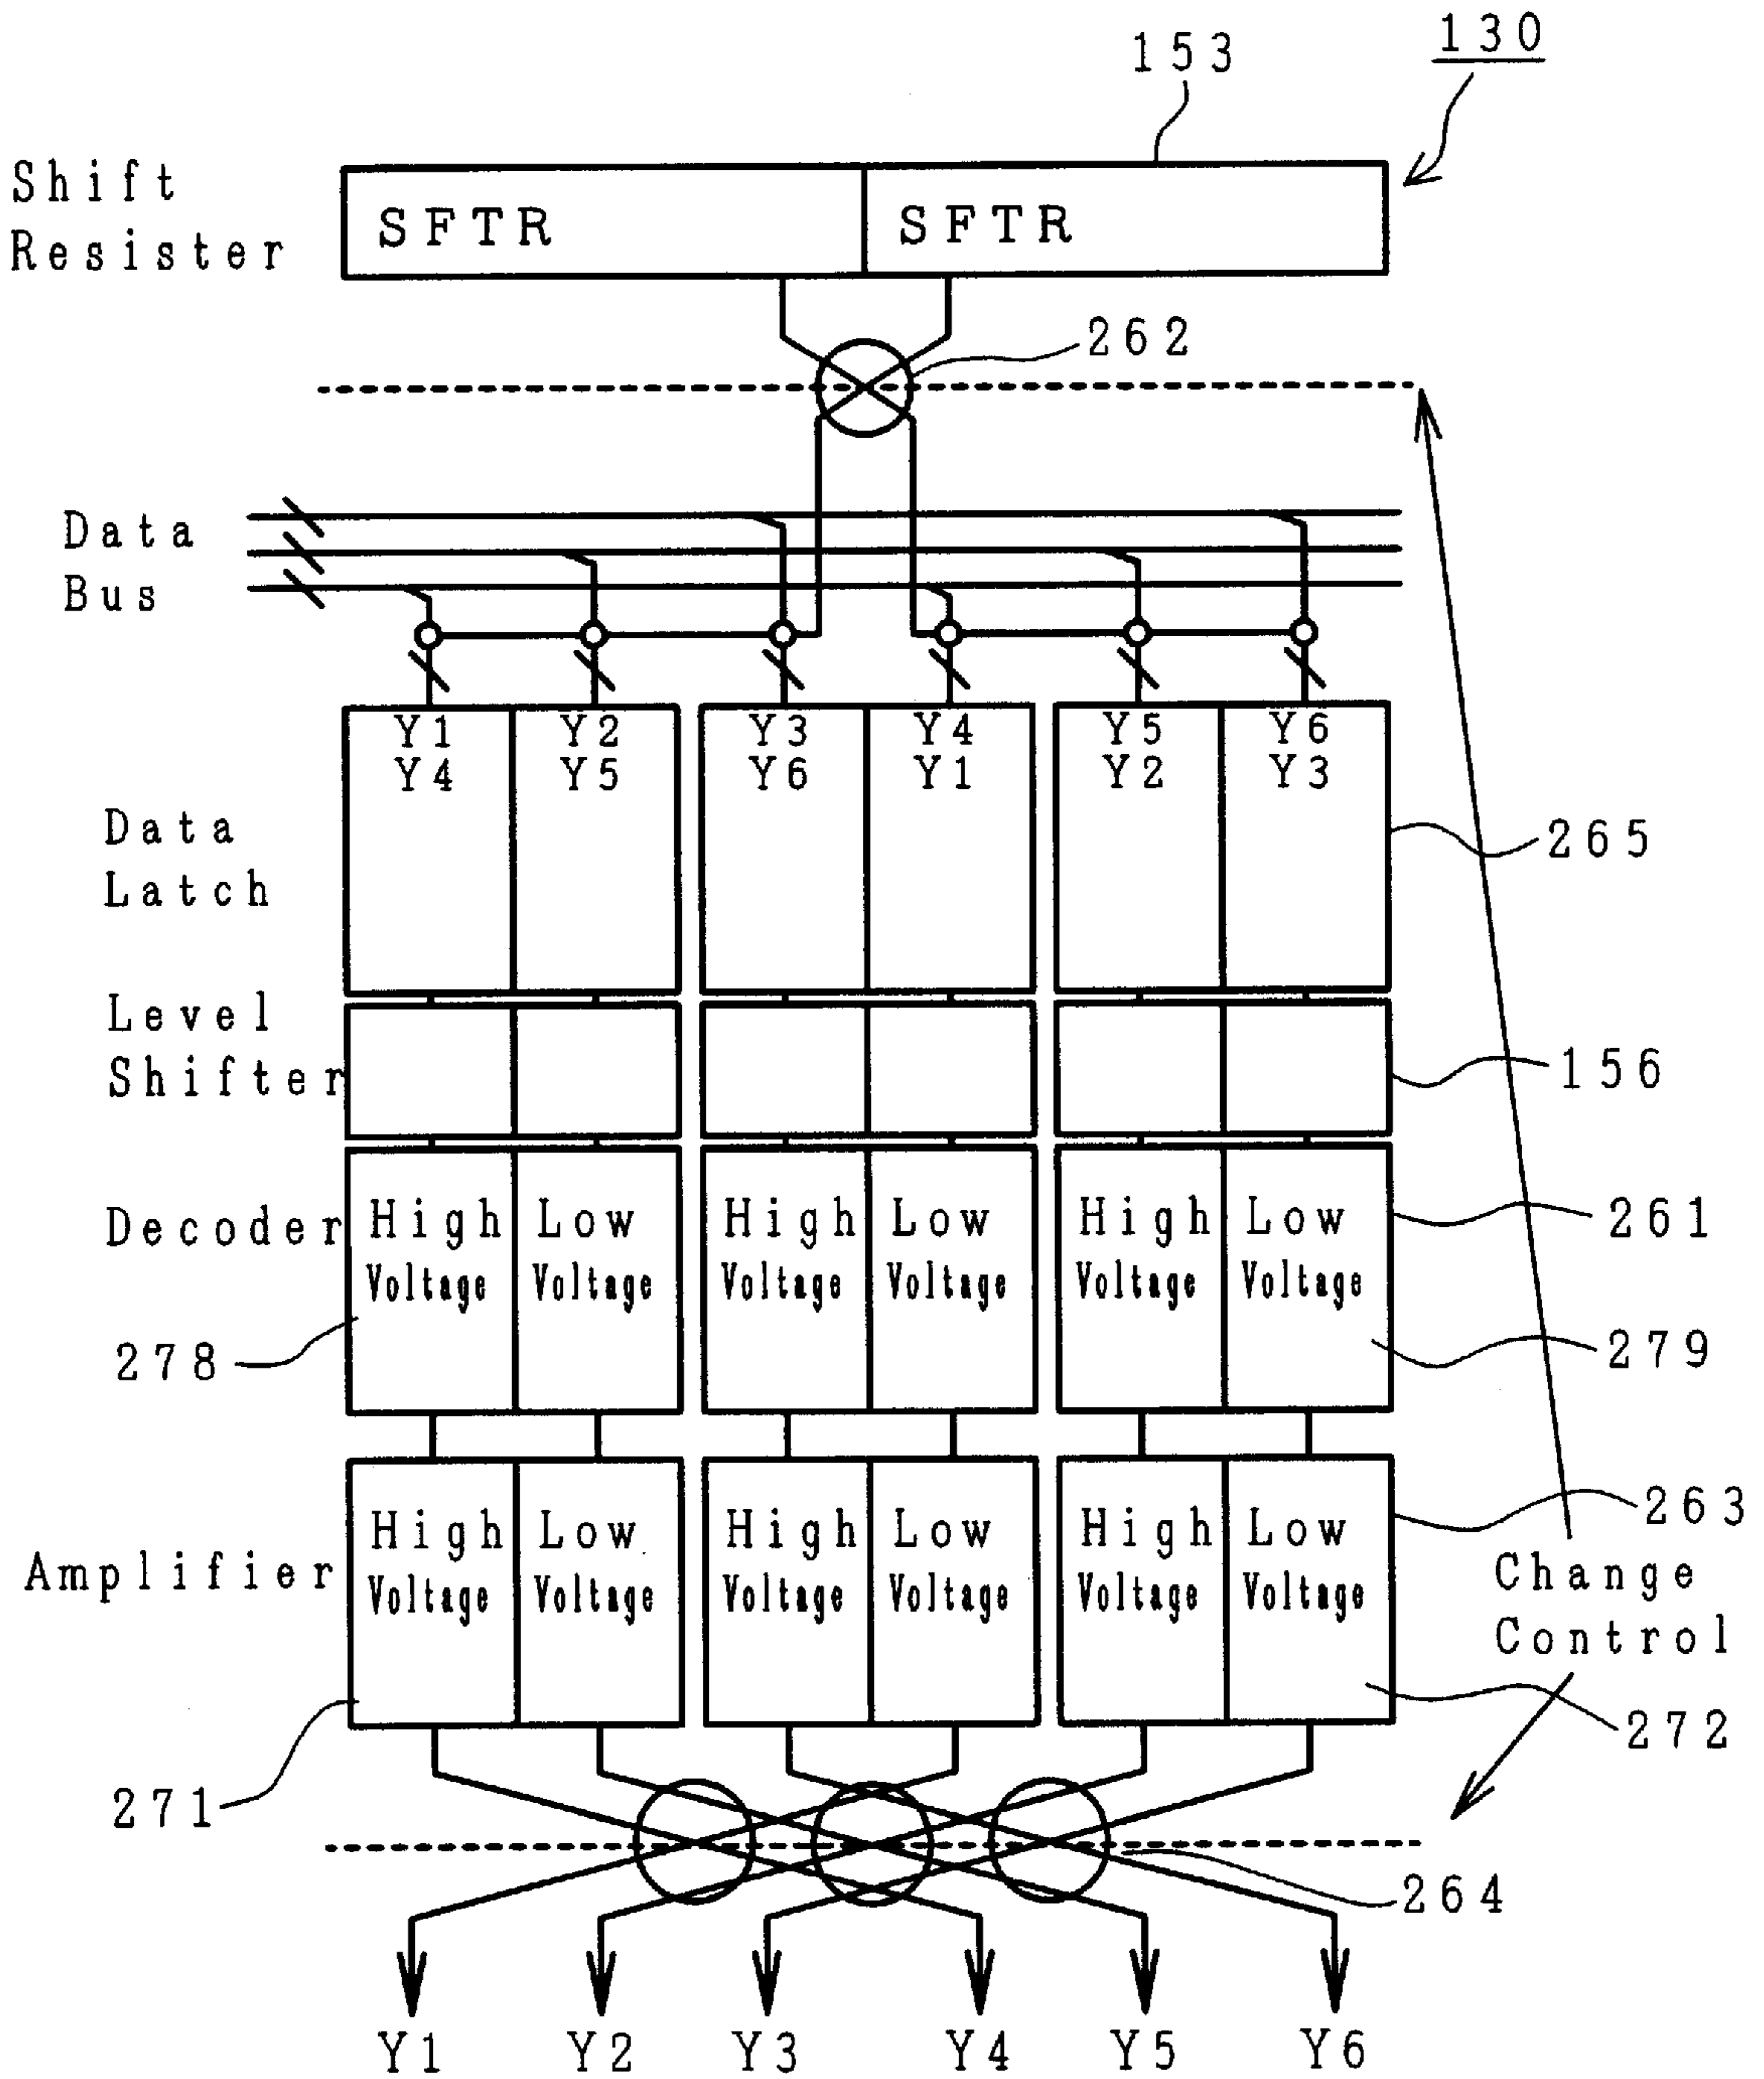 153
130
Shift
Resister
SFTR
SFTR
262
Data
Bus
Y1
Y4
Y2
Y5
Y3
Y6
Y4
Y1
Y5
Y2
Y6
Y3
Data
Latch
265
Level
Shifter
156
Decoder
High
Voltage
Low
Voltage
High
Voltage
Low
Voltage
High
Voltage
Low
Voltage
261
278
279
Amplifier
High
Voltage
Low
Voltage
High
Voltage
Low
Voltage
High
Voltage
Low
Voltage
263
Change
Control
272
271
264
Y1
Y2
Y3
Y4
Y5
Y6